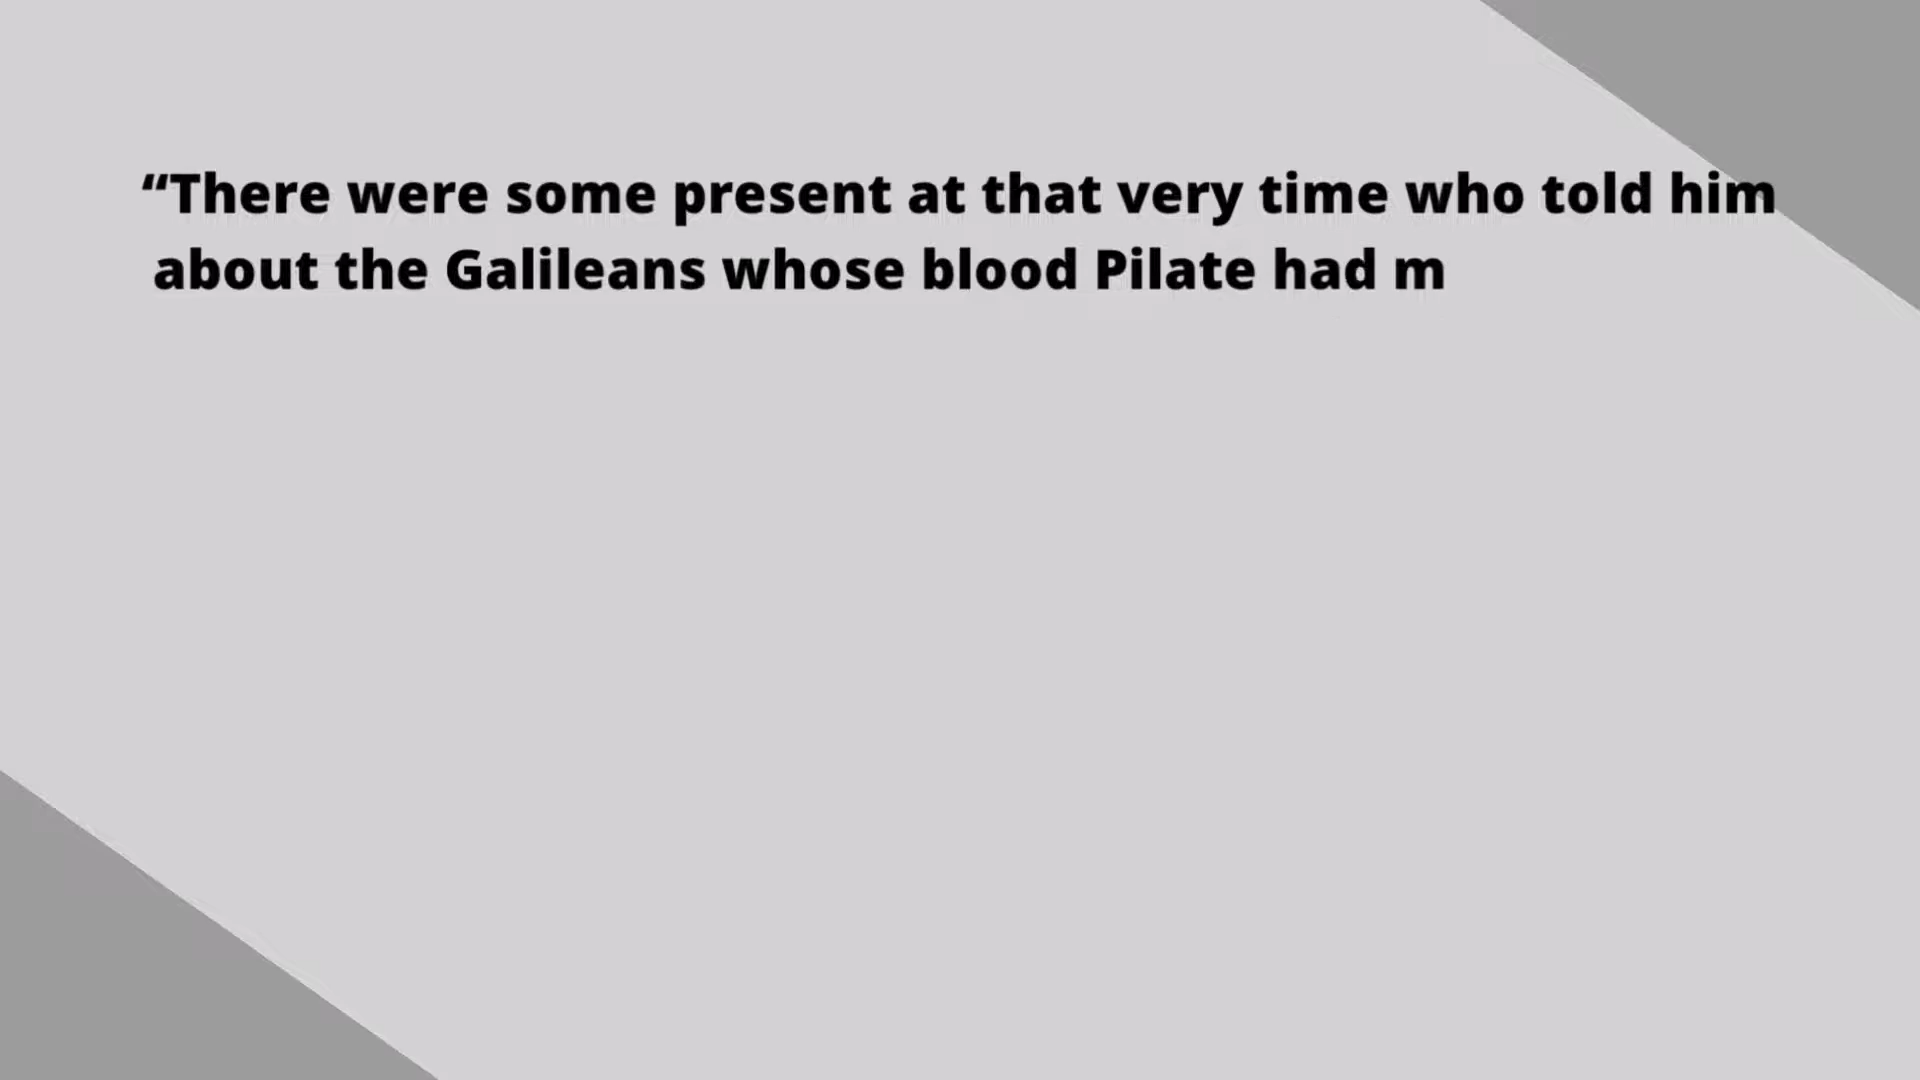 “There were some present at that very time who told him
about the Galileans whose blood Pilate had m